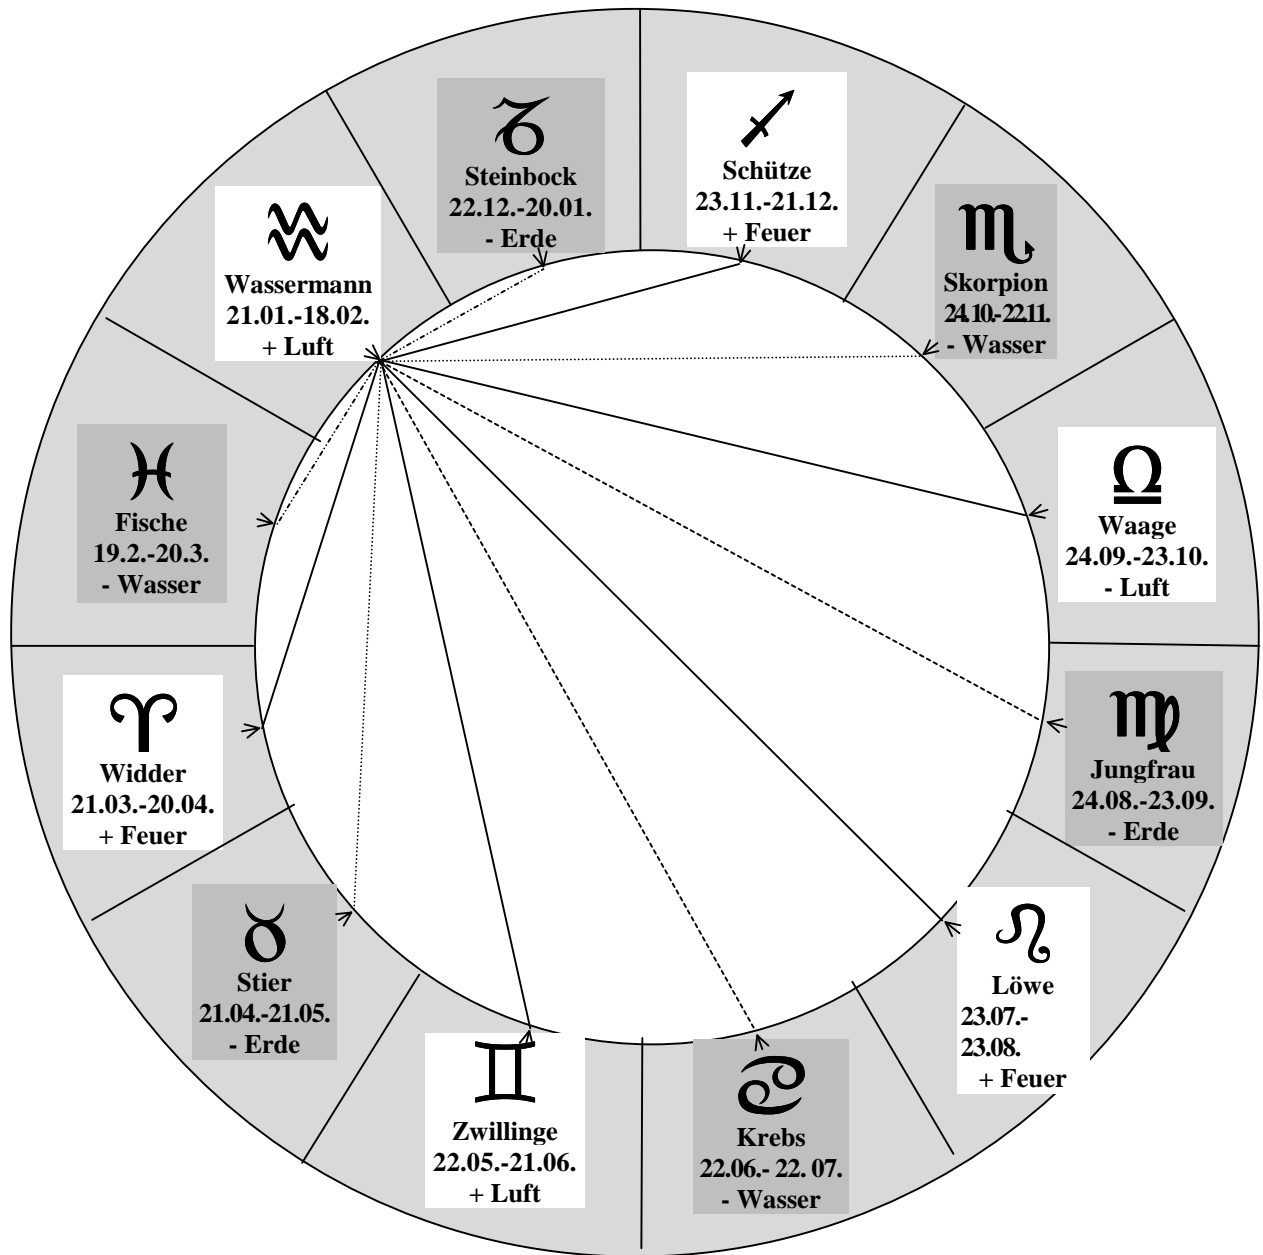 Steinbock
22.12.-20.01.
- Erde
Schütze
23.11.-21.12.
+ Feuer
Skorpion
24.10.-22.11.
- Wasser
Waage
24.09.-23.10.
- Luft
Jungfrau
24.08.-23.09.
- Erde
Löwe
23.07.-
23.08.
+ Feuer
Krebs
22.06.- 22. 07.
- Wasser
Zwillinge
22.05.-21.06.
+ Luft
Stier
21.04.-21.05.
- Erde
Widder
21.03.-20.04.
+ Feuer
Fische
19.2.-20.3.
- Wasser
Wassermann
21.01.-18.02.
+ Luft